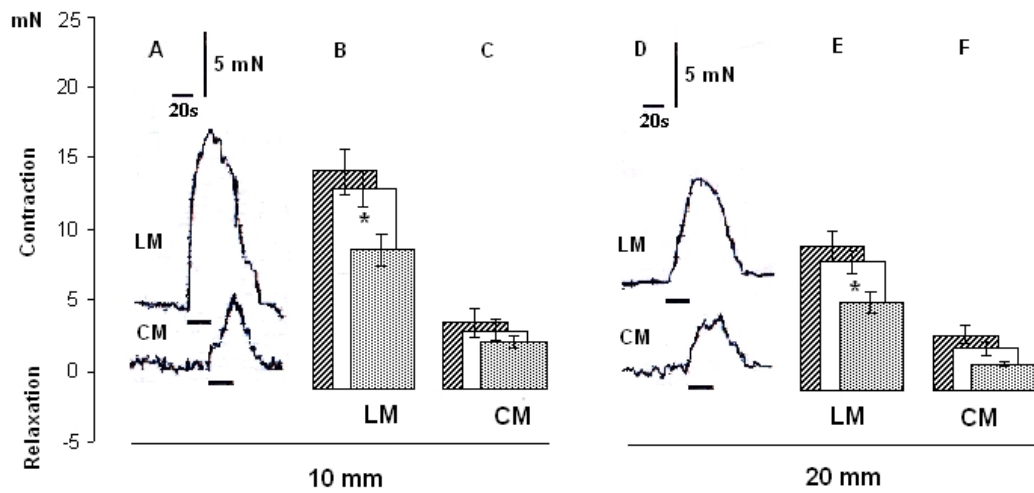 mN
25
20
15
10
5
0
-5
Contraction
Relaxation
A
5 mN
20s
LM
CM
B
*
LM
C
CM
10 mm
D
5 mN
20s
LM
CM
E
*
LM
F
CM
20 mm